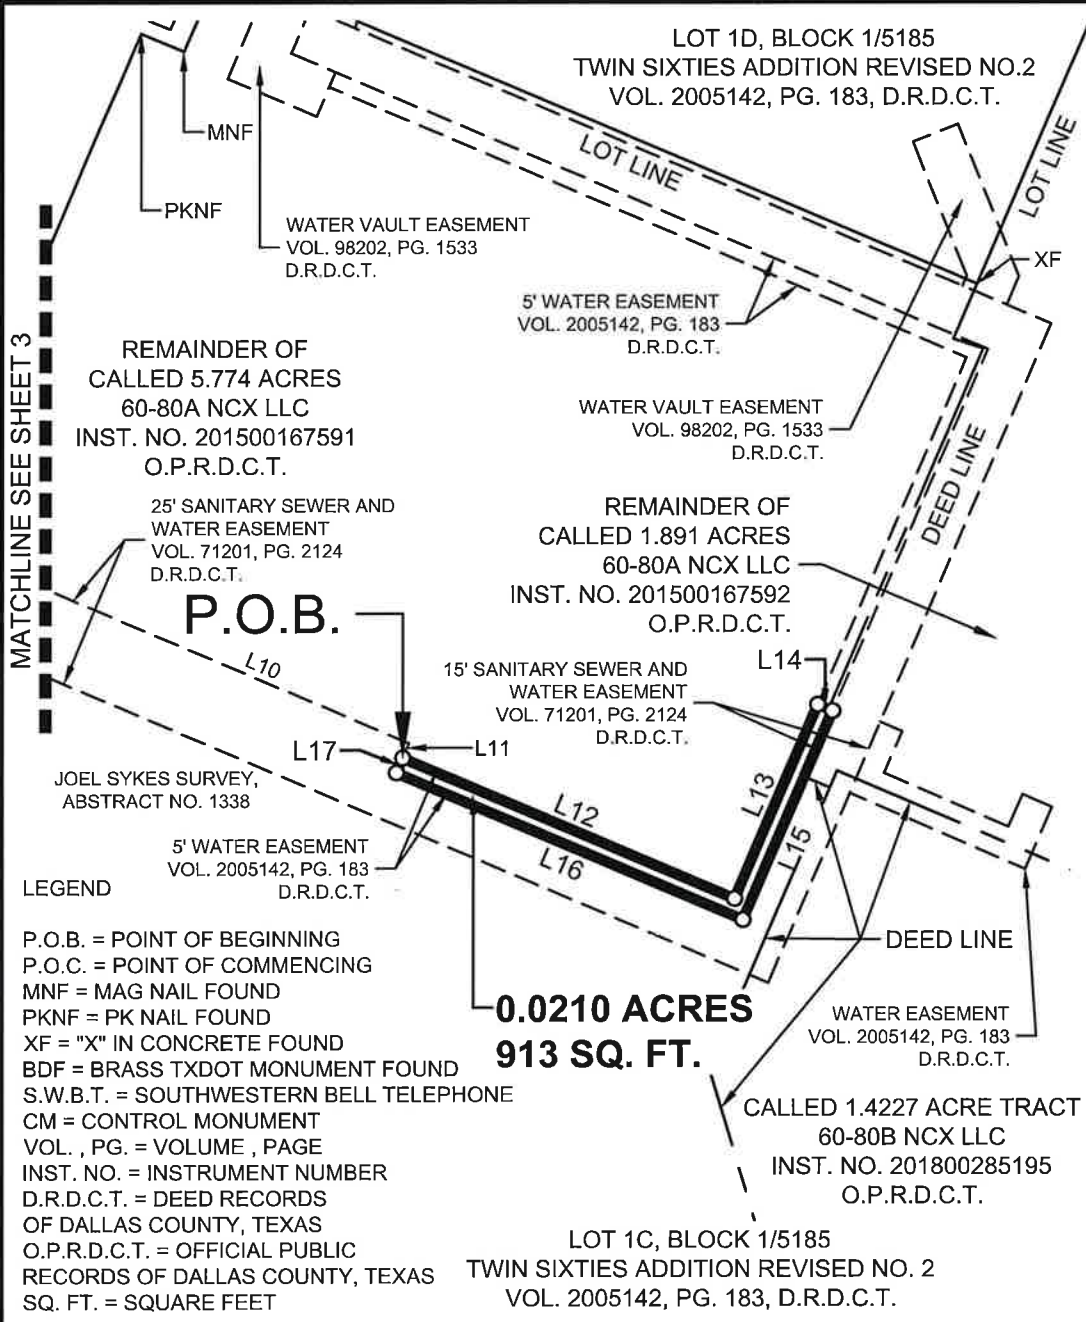 LOT 1D, BLOCK 1/5185
TWIN SIXTIES ADDITION REVISED NO.2
VOL. 2005142, PG. 183, D.R.D.C.T.
MNF
LOT LINE
LOT LINE
PKNF
WATER VAULT EASEMENT
VOL. 98202, PG. 1533
D.R.D.C.T.
XF
5' WATER EASEMENT
VOL. 2005142, PG. 183
D.R.D.C.T.
MATCHLINE SEE SHEET 3
REMAINDER OF
CALLED 5.774 ACRES
60-80A NCX LLC
INST. NO. 201500167591
O.P.R.D.C.T.
WATER VAULT EASEMENT
VOL. 98202, PG. 1533
D.R.D.C.T.
DEED LINE
25' SANITARY SEWER AND
WATER EASEMENT
VOL. 71201, PG. 2124
D.R.D.C.T.
REMAINDER OF
CALLED 1.891 ACRES
60-80A NCX LLC
INST. NO. 201500167592
O.P.R.D.C.T.
P.O.B.
L10
L14
15' SANITARY SEWER AND
WATER EASEMENT
VOL. 71201, PG. 2124
D.R.D.C.T.
L11
L17
JOEL SYKES SURVEY,
ABSTRACT NO. 1338
L12
L13
L15
L16
5' WATER EASEMENT
VOL. 2005142, PG. 183
D.R.D.C.T.
DEED LINE
0.0210 ACRES
913 SQ. FT.
WATER EASEMENT
VOL. 2005142, PG. 183
D.R.D.C.T.
CALLED 1.4227 ACRE TRACT
60-80B NCX LLC
INST. NO. 201800285195
O.P.R.D.C.T.
LEGEND
P.O.B. = POINT OF BEGINNING
P.O.C. = POINT OF COMMENCING
MNF = MAG NAIL FOUND
PKNF = PK NAIL FOUND
XF = "X" IN CONCRETE FOUND
BDF = BRASS TXDOT MONUMENT FOUND
S.W.B.T. = SOUTHWESTERN BELL TELEPHONE
CM = CONTROL MONUMENT
VOL. , PG. = VOLUME , PAGE
INST. NO. = INSTRUMENT NUMBER
D.R.D.C.T. = DEED RECORDS
OF DALLAS COUNTY, TEXAS
O.P.R.D.C.T. = OFFICIAL PUBLIC
RECORDS OF DALLAS COUNTY, TEXAS
SQ. FT. = SQUARE FEET
LOT 1C, BLOCK 1/5185
TWIN SIXTIES ADDITION REVISED NO. 2
VOL. 2005142, PG. 183, D.R.D.C.T.